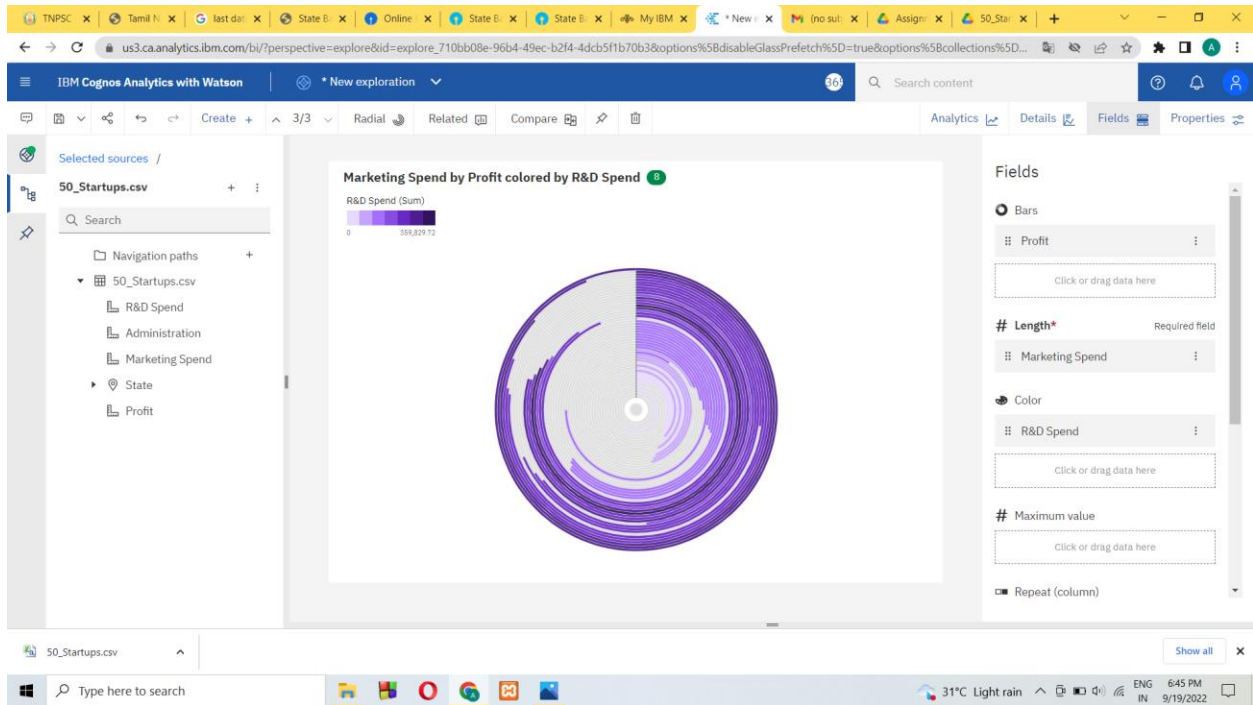 TNPSC
Tamil N
last dat
State B
Online
State B
State B
My IBM
* New e
(no sub
Assignr
50_Star
us3.ca.analytics.ibm.com/bi/?perspective=explore&id=explore_710bb08e-96b4-49ec-b2f4-4dcb5f1b70b3&options%5BdisableGlassPrefetch%5D=true&options%5Bcollections%5D...
A
IBM Cognos Analytics with Watson
* New exploration
Search content
Create +
3/3
Radial
Related
Compare
Analytics
Details
Fields
Properties
Selected sources /
50_Startups.csv
Search
Navigation paths
50_Startups.csv
R&D Spend
Administration
Marketing Spend
State
Profit
Marketing Spend by Profit colored by R&D Spend 8
R&D Spend (Sum)
0 359,829.72
Fields
Bars
Profit
Click or drag data here
# Length* Required field
Marketing Spend
Color
R&D Spend
Click or drag data here
# Maximum value
Click or drag data here
Repeat (column)
50_Startups.csv
Show all
Type here to search
31°C Light rain
ENG
IN
6:45 PM
9/19/2022